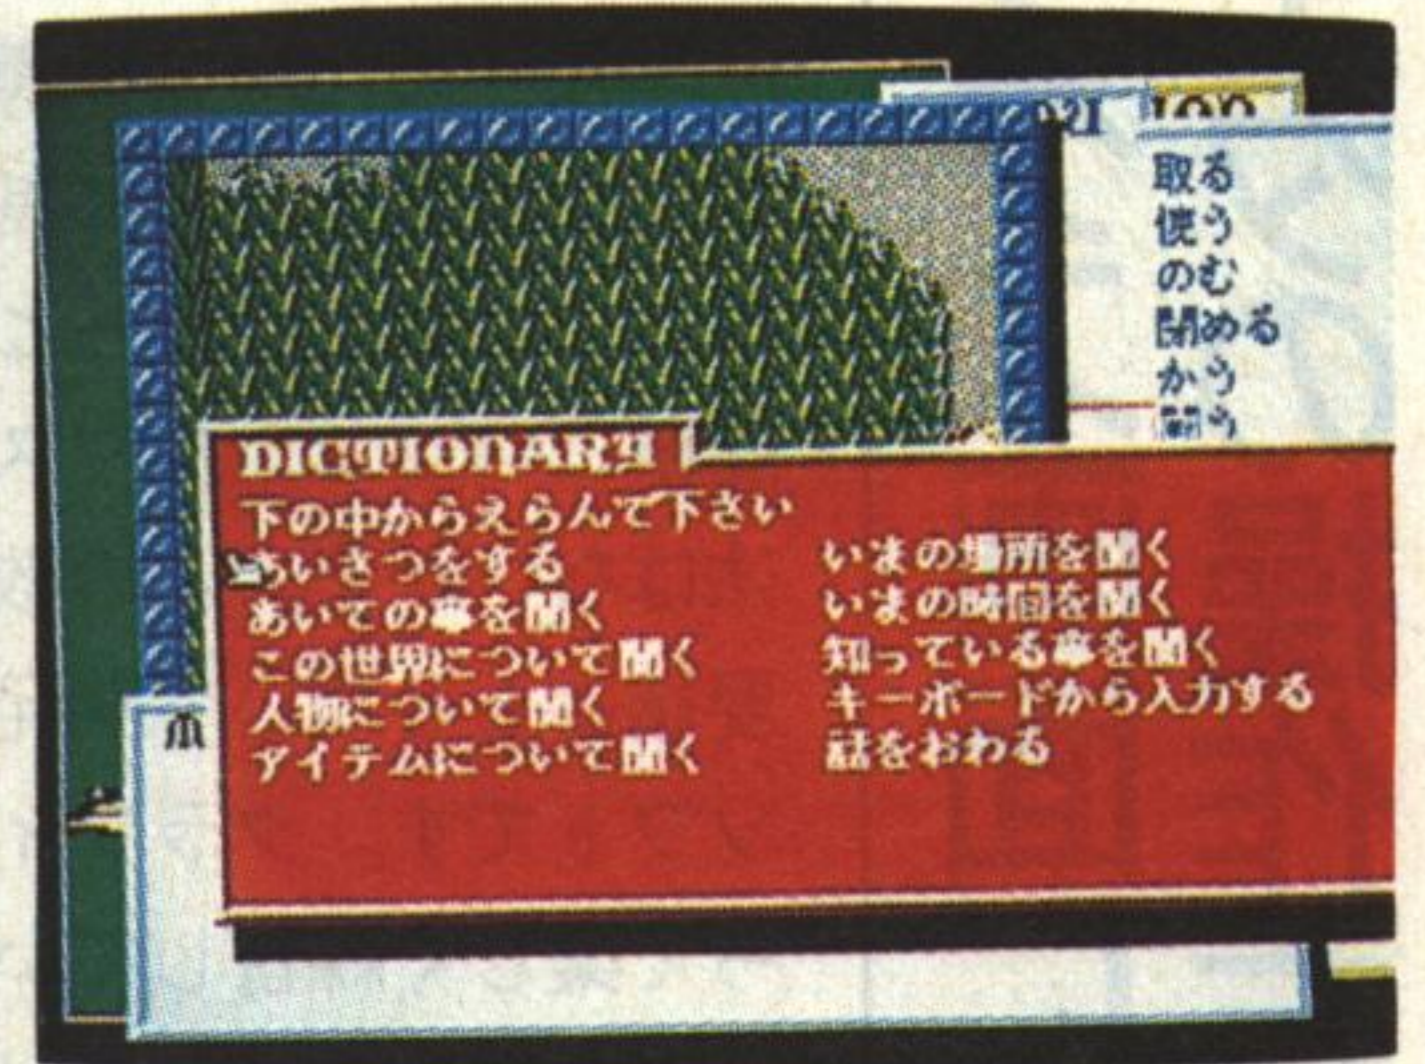 取る
使う
のむ
閉める
かう
DICTIONARY
下の中からえらんで下さい
あいさつをする
あいての事を聞く
この世界について聞く
人物について聞く
アイテムについて聞く
いまの場所を聞く
いまの時間を聞く
知っている事を聞く
キーボードから入力する
話をおわる
M